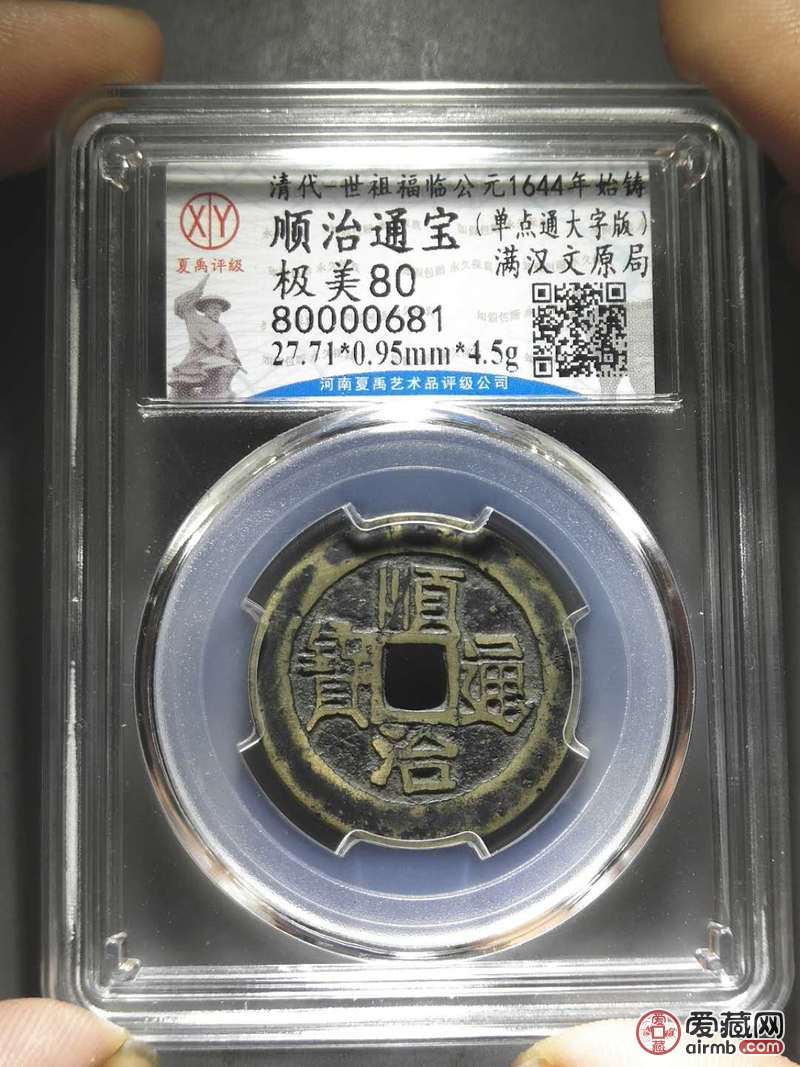 清代-世祖福临公元1644年始铸
XY
夏禹评级
顺治通宝
(单点通大字版)
极美80
满汉文原局
80000681
27.71*0.95mm*4.5g
河南夏禹艺术品评级公司
順
寶
通
治
爱藏网
airmb.com